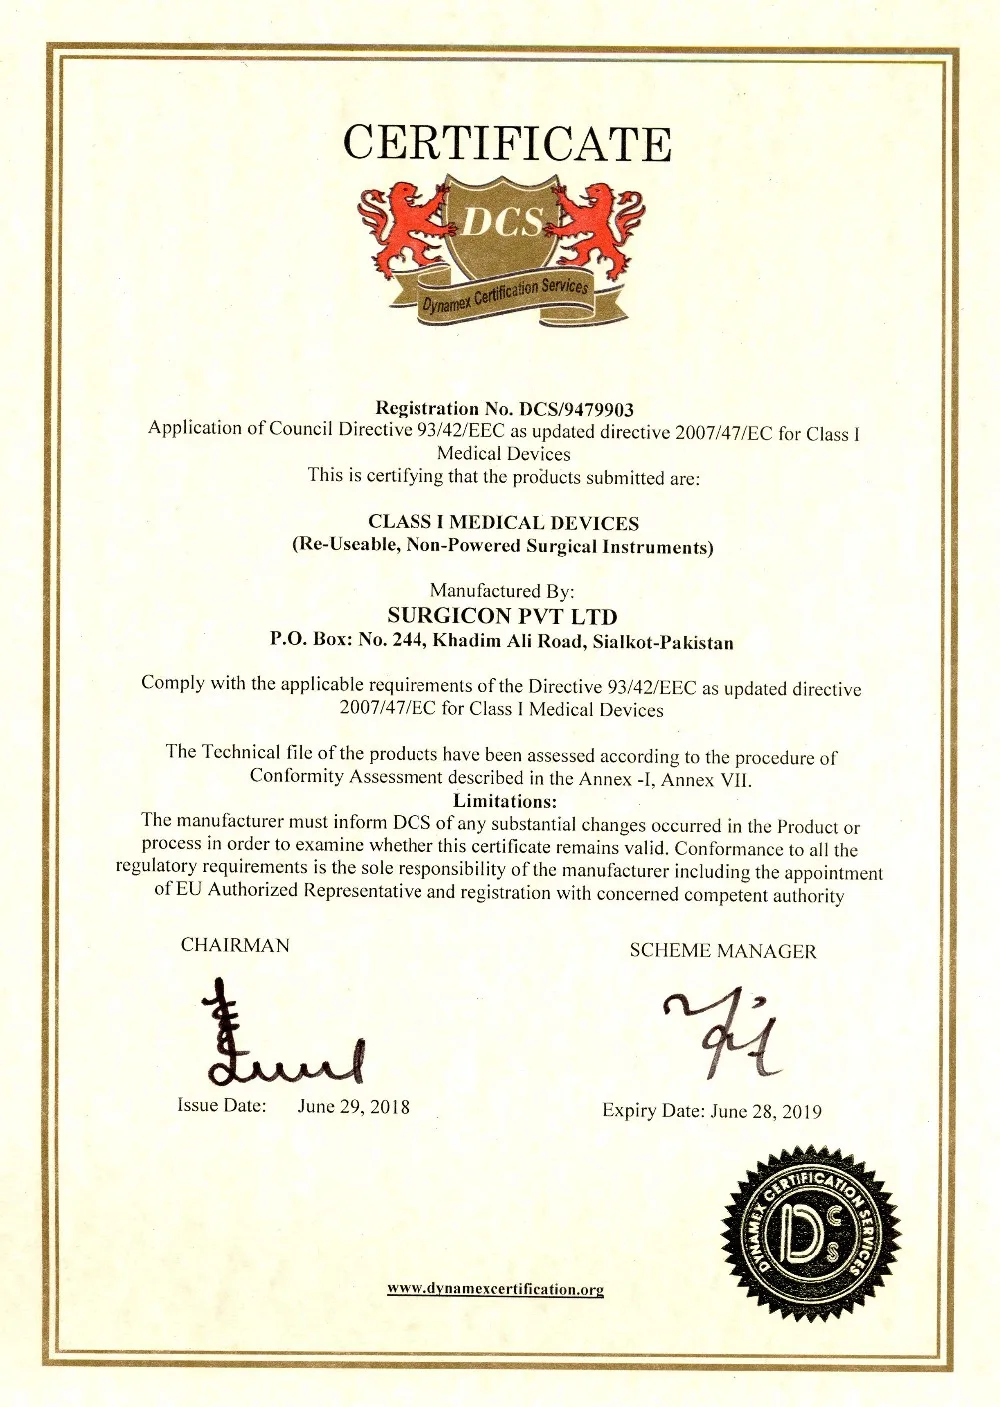 CERTIFICATE
DCS
Dynamex Certification Services
Registration No. DCS/9479903
Application of Council Directive 93/42/EEC as updated directive 2007/47/EC for Class I
Medical Devices
This is certifying that the products submitted are:
CLASS I MEDICAL DEVICES
(Re-Useable, Non-Powered Surgical Instruments)
Manufactured By:
SURGICON PVT LTD
P.O. Box: No. 244, Khadim Ali Road, Sialkot-Pakistan
Comply with the applicable requirements of the Directive 93/42/EEC as updated directive
2007/47/EC for Class I Medical Devices
The Technical file of the products have been assessed according to the procedure of
Conformity Assessment described in the Annex -I, Annex VII.
Limitations:
The manufacturer must inform DCS of any substantial changes occurred in the Product or
process in order to examine whether this certificate remains valid. Conformance to all the
regulatory requirements is the sole responsibility of the manufacturer including the appointment
of EU Authorized Representative and registration with concerned competent authority
CHAIRMAN
SCHEME MANAGER
Issue Date: June 29, 2018
Expiry Date: June 28, 2019
DYNAMEX CERTIFICATION SERVICES
DCS
www.dynamexcertification.org